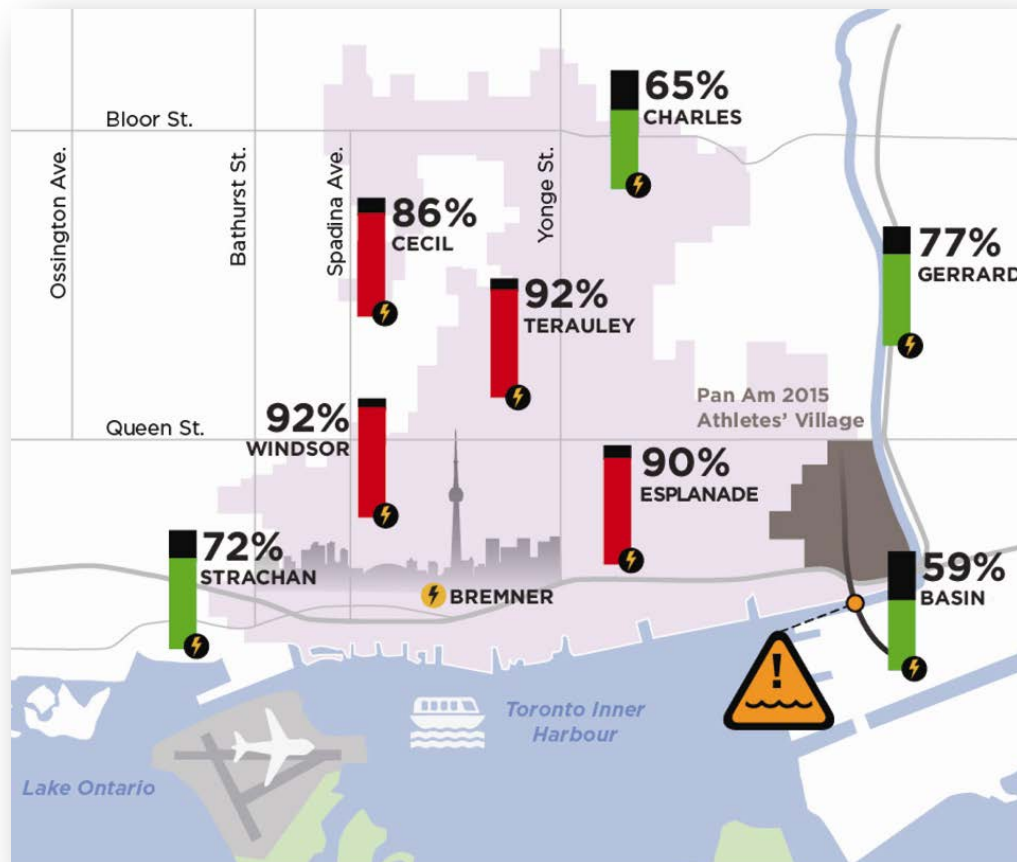 65%
CHARLES
Bloor St.
Ossington Ave.
Bathurst St.
Spadina Ave.
Yonge St.
86%
CECIL
77%
GERRARD
92%
TERAULEY
Pan Am 2015
Athletes’ Village
92%
WINDSOR
Queen St.
90%
ESPLANADE
72%
STRACHAN
59%
BASIN
BREMNER
!
Toronto Inner
Harbour
Lake Ontario